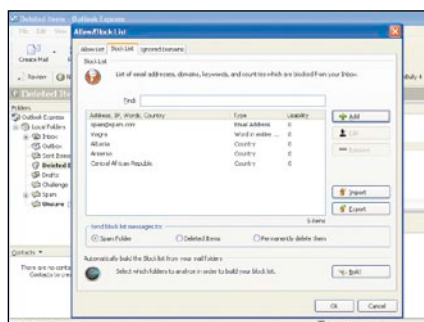 Deleted Items - Outlook Express
File Edit View
Create Mail
Allow/Block List
Allow List Block List Ignored Domains
Block List
List of email addresses, domains, keywords, and countries which are blocked from your Inbox.
Find:
Address, IP, Words, Country Type Usability
spam@spam.com Email Address 0
Viagra Word in entire ... 0
Albania Country 0
Armenia Country 0
Central African Republic Country 0
Add
Edit
Remove
Import
Export
5 items
Send block list messages to:
Spam Folder Deleted Items Permanently delete them
Automatically build the Block list from your mail folders
Select which folders to analyse in order to build your block list.
Build
Ok Cancel
Deleted Ite
Folders
Outlook Express
Local Folders
Inbox
Outbox
Sent Items
Deleted
Drafts
Challenge
Spam
Unsure
Contacts
There are no conta
Contacts to crea